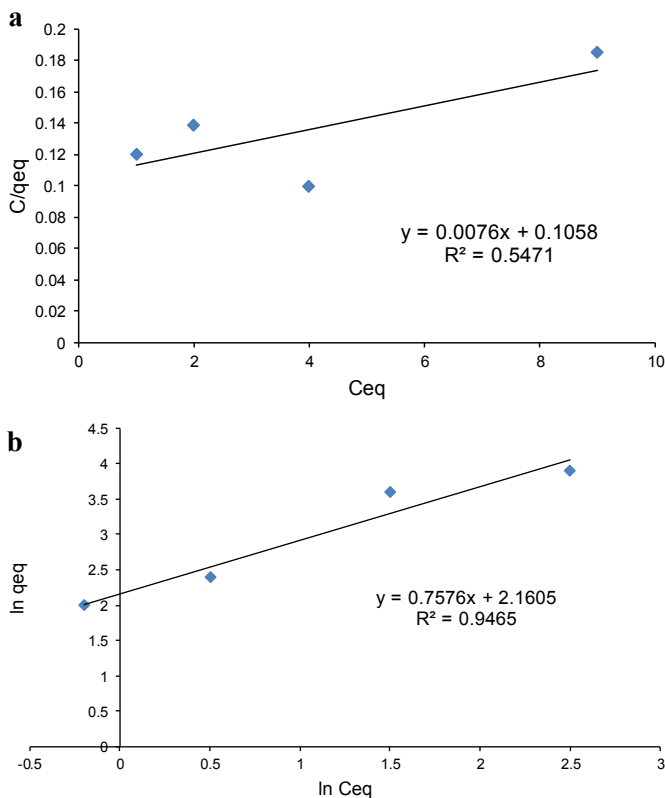 a
0.2
0.18
0.16
0.14
0.12
0.1
0.08
0.06
0.04
0.02
0
C/qeq
y = 0.0076x + 0.1058
R² = 0.5471
0 2 4 6 8 10
Ceq
b
4.5
4
3.5
3
2.5
2
1.5
1
0.5
0
ln qeq
y = 0.7576x + 2.1605
R² = 0.9465
-0.5 0 0.5 1 1.5 2 2.5 3
ln Ceq